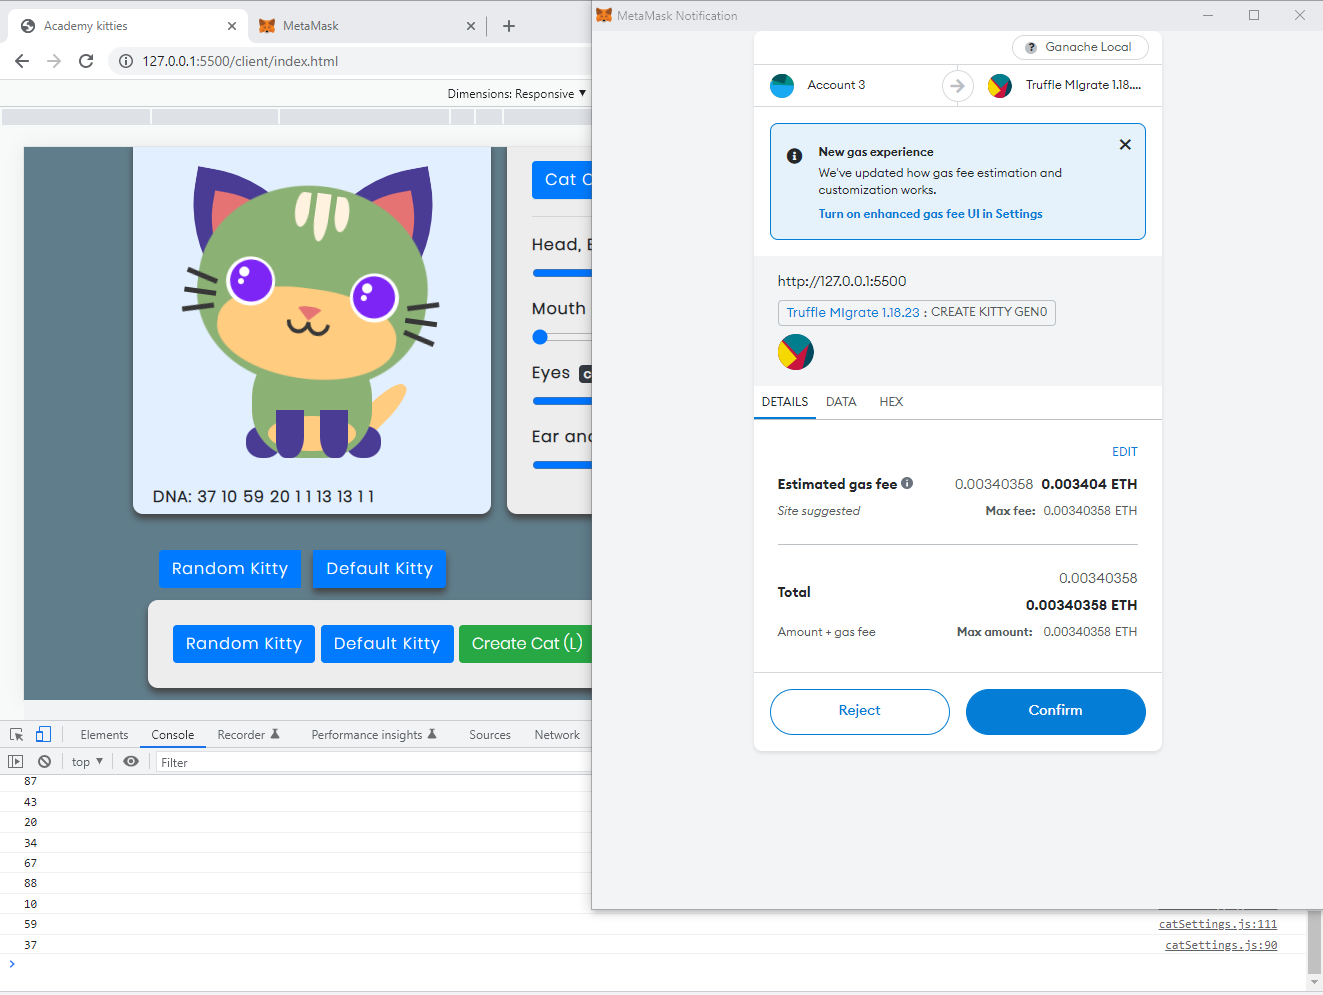 Academy kitties
MetaMask
127.0.0.1:5500/client/index.html
Dimensions: Responsive ▼
Cat C
Head, E
Mouth
Eyes c
Ear and
DNA: 37 10 59 20 1 1 13 13 1 1
Random Kitty
Default Kitty
Random Kitty
Default Kitty
Create Cat (L)
Elements
Console
Recorder
Performance insights
Sources
Network
top ▼
Filter
87
43
20
34
67
88
10
59
catSettings.js:111
37
catSettings.js:90
>
MetaMask Notification
? Ganache Local
Account 3
Truffle MIgrate 1.18....
New gas experience
We've updated how gas fee estimation and
customization works.
Turn on enhanced gas fee UI in Settings
http://127.0.0.1:5500
Truffle MIgrate 1.18.23 : CREATE KITTY GEN0
DETAILS
DATA
HEX
EDIT
Estimated gas fee 0.00340358 0.003404 ETH
Site suggested Max fee: 0.00340358 ETH
0.00340358
Total
0.00340358 ETH
Amount + gas fee Max amount: 0.00340358 ETH
Reject
Confirm